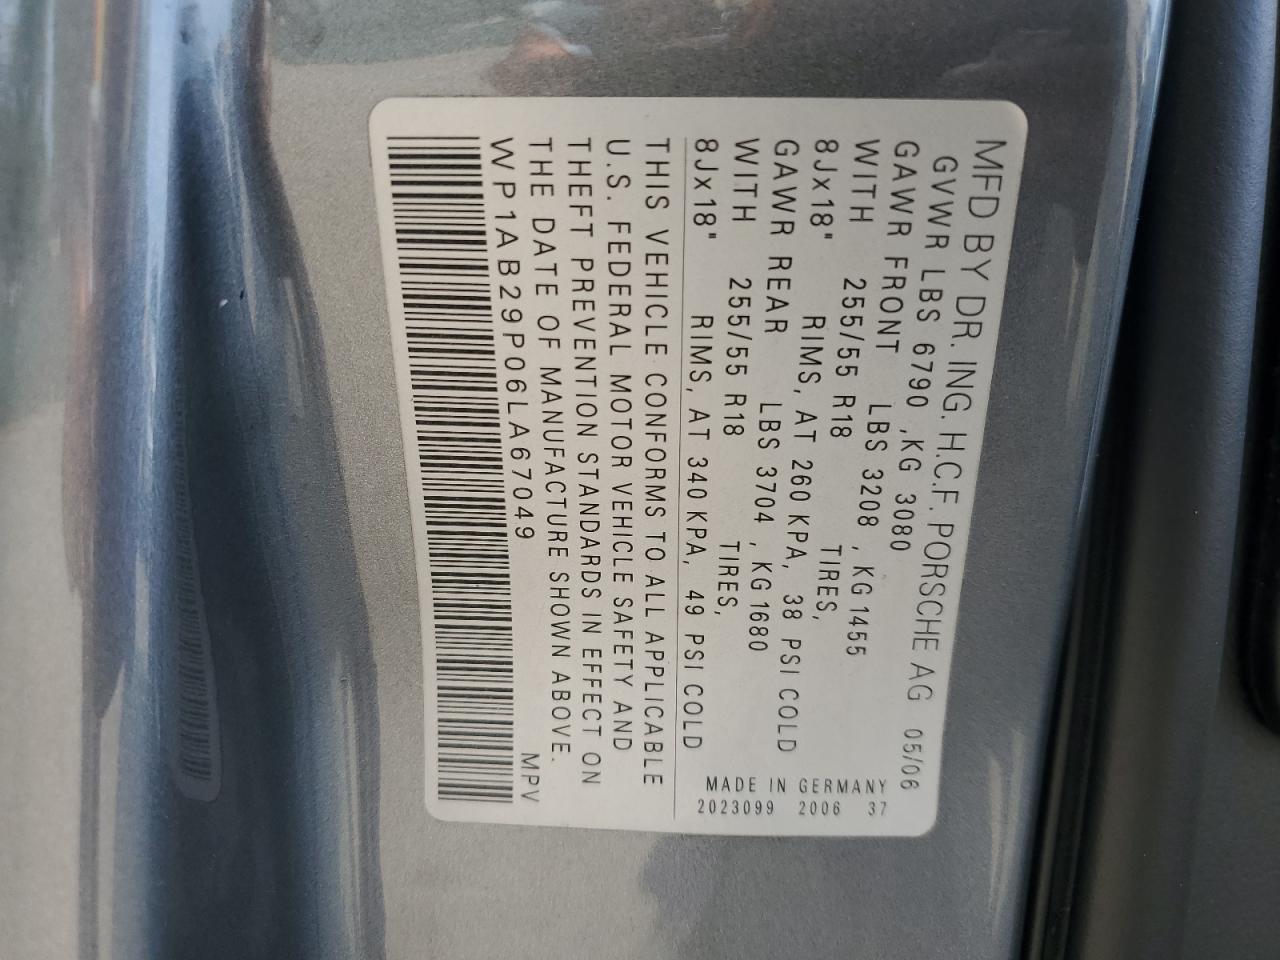 MFD BY DR. ING. H.C.F. PORSCHE AG 05/06
GVWR LBS 6790 ,KG 3080
GAWR FRONT LBS 3208 , KG 1455
WITH 255/55 R18 TIRES,
8Jx18" RIMS, AT 260 KPA, 38 PSI COLD
GAWR REAR LBS 3704 , KG 1680
WITH 255/55 R18 TIRES,
8Jx18" RIMS, AT 340 KPA, 49 PSI COLD
MADE IN GERMANY
2023099 2006 37
THIS VEHICLE CONFORMS TO ALL APPLICABLE
U.S. FEDERAL MOTOR VEHICLE SAFETY AND
THEFT PREVENTION STANDARDS IN EFFECT ON
THE DATE OF MANUFACTURE SHOWN ABOVE.
WP1AB29P06LA67049 MPV